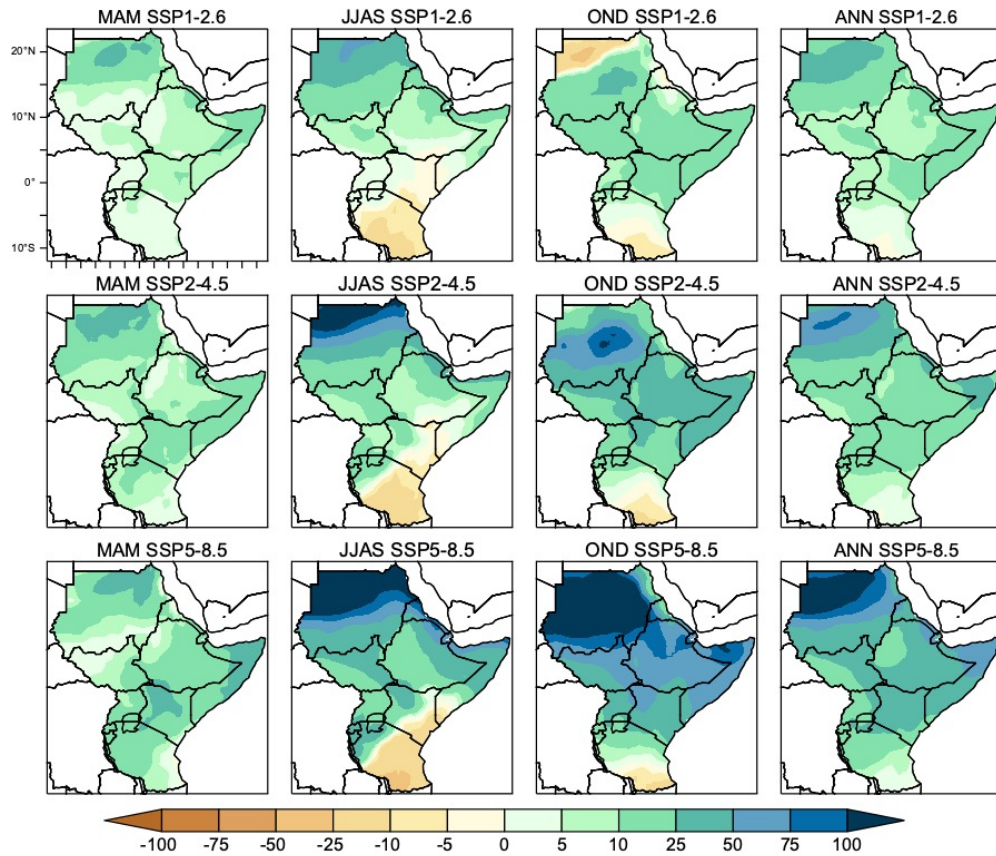 MAM SSP1-2.6 JJAS SSP1-2.6 OND SSP1-2.6 ANN SSP1-2.6
20°N
10°N
0°
10°S
MAM SSP2-4.5 JJAS SSP2-4.5 OND SSP2-4.5 ANN SSP2-4.5
MAM SSP5-8.5 JJAS SSP5-8.5 OND SSP5-8.5 ANN SSP5-8.5
-100 -75 -50 -25 -10 -5 0 5 10 25 50 75 100